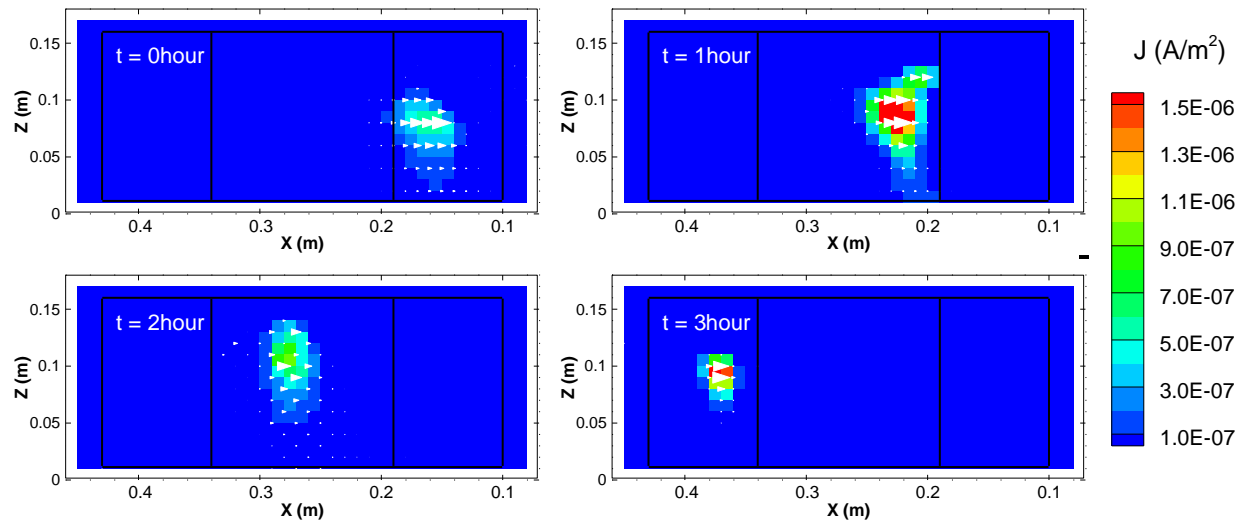 t = 0hour
Z (m)
0.15
0.1
0.05
0
0.4 0.3 0.2 0.1
X (m)
t = 1hour
Z (m)
0.15
0.1
0.05
0
0.4 0.3 0.2 0.1
X (m)
t = 2hour
Z (m)
0.15
0.1
0.05
0
0.4 0.3 0.2 0.1
X (m)
t = 3hour
Z (m)
0.15
0.1
0.05
0
0.4 0.3 0.2 0.1
X (m)
J (A/m²)
1.5E-06
1.3E-06
1.1E-06
9.0E-07
7.0E-07
5.0E-07
3.0E-07
1.0E-07